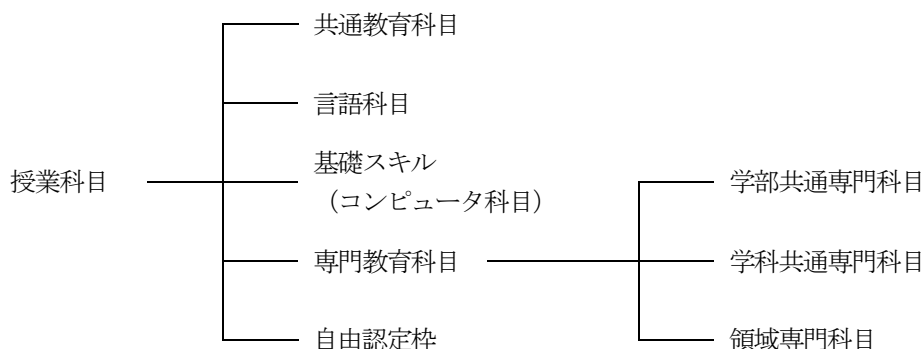 授業科目
共通教育科目
言語科目
基礎スキル
（コンピュータ科目）
専門教育科目
自由認定枠
学部共通専門科目
学科共通専門科目
領域専門科目